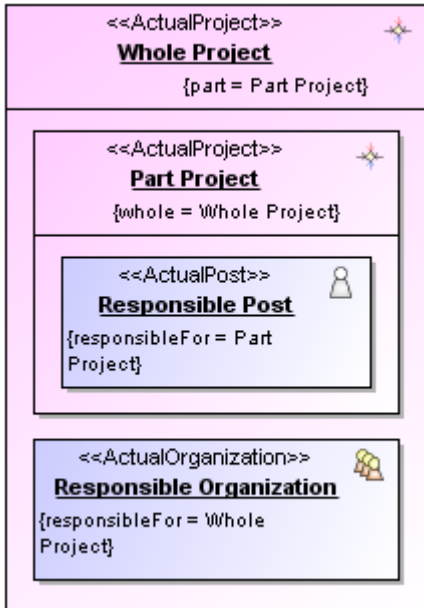 <<ActualProject>>
Whole Project
{part = Part Project}
<<ActualProject>>
Part Project
{whole = Whole Project}
<<ActualPost>>
Responsible Post
{responsibleFor = Part
Project}
<<ActualOrganization>>
Responsible Organization
{responsibleFor = Whole
Project}